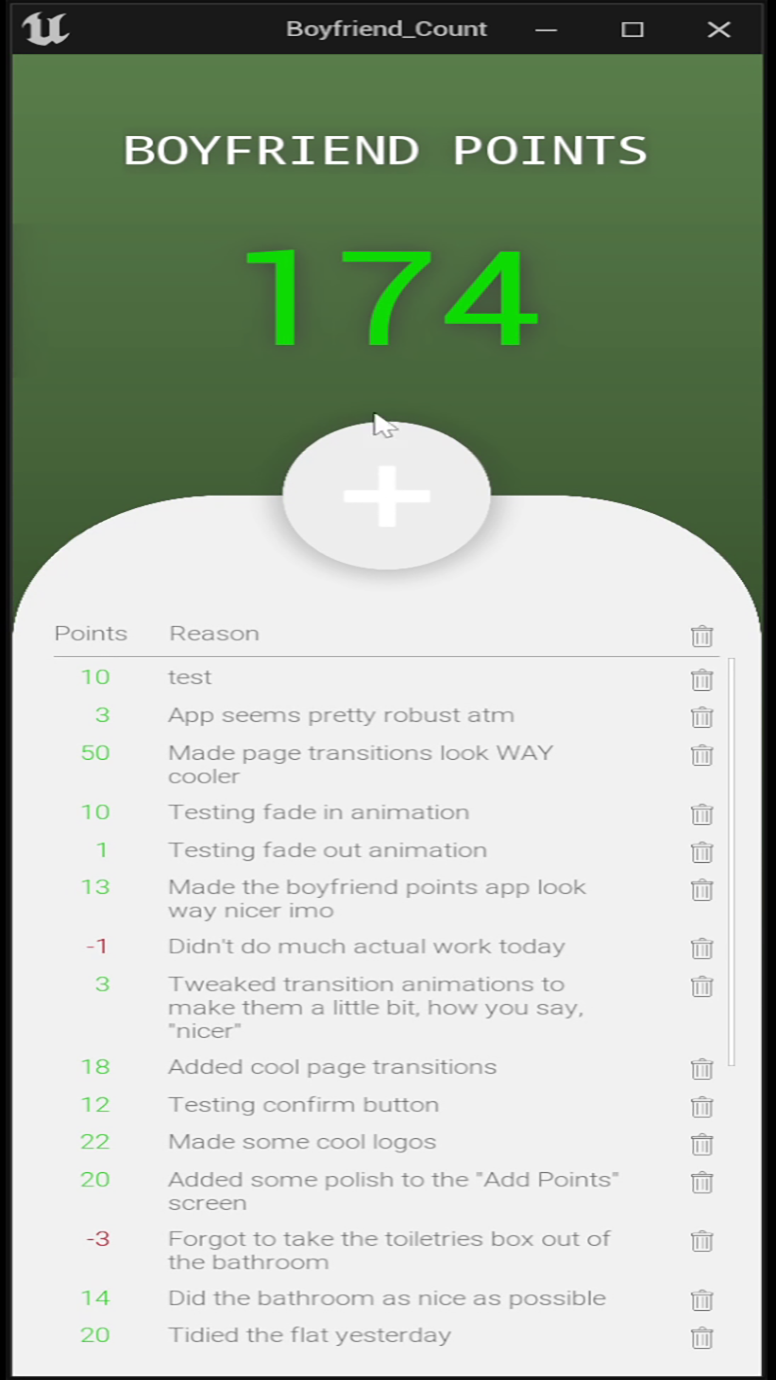 Boyfriend_Count
BOYFRIEND POINTS
174
Points Reason
10 test
3 App seems pretty robust atm
50 Made page transitions look WAY
cooler
10 Testing fade in animation
1 Testing fade out animation
13 Made the boyfriend points app look
way nicer imo
-1 Didn't do much actual work today
3 Tweaked transition animations to
make them a little bit, how you say,
"nicer"
18 Added cool page transitions
12 Testing confirm button
22 Made some cool logos
20 Added some polish to the "Add Points"
screen
-3 Forgot to take the toiletries box out of
the bathroom
14 Did the bathroom as nice as possible
20 Tidied the flat yesterday